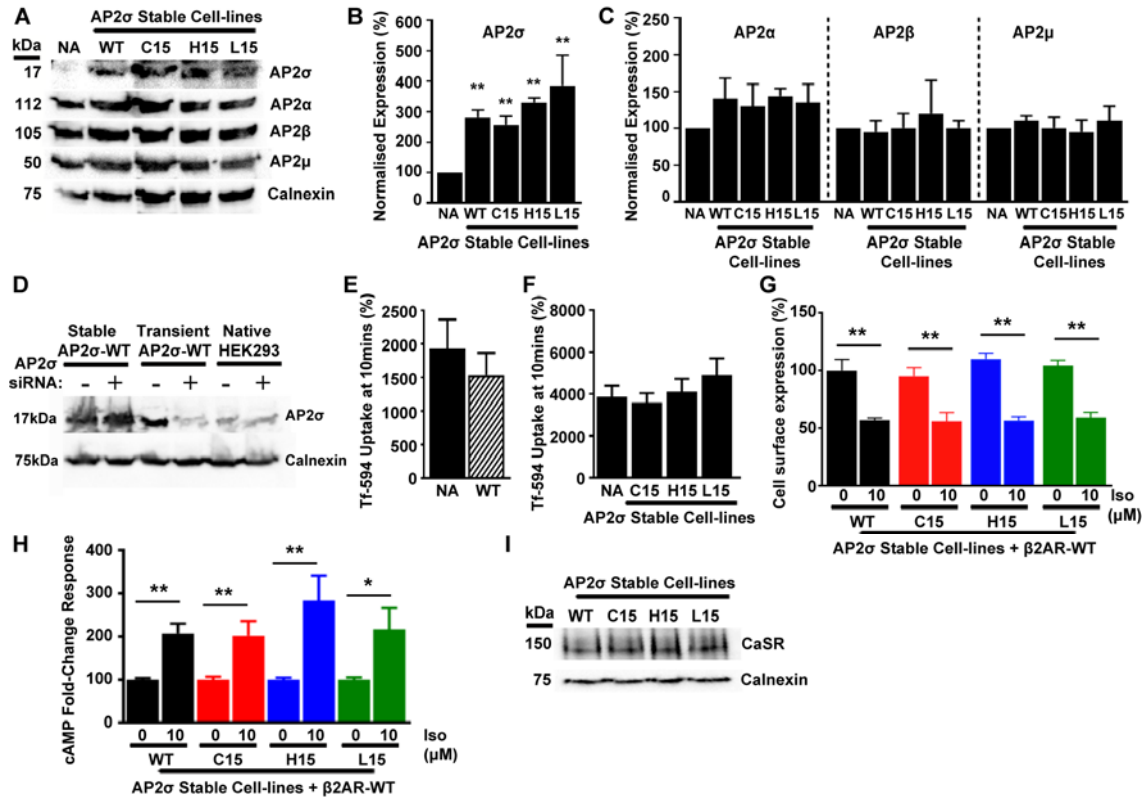 A
AP2σ Stable Cell-lines
kDa NA WT C15 H15 L15
17 AP2σ
112 AP2α
105 AP2β
50 AP2μ
75 Calnexin
B
Normalised Expression (%)
AP2σ
600
500
400
300
200
100
0
** ** ** **
NA WT C15 H15 L15
AP2σ Stable Cell-lines
C
Normalised Expression (%)
250
200
150
100
50
0
AP2α AP2β AP2μ
NA WT C15 H15 L15 NA WT C15 H15 L15 NA WT C15 H15 L15
AP2σ Stable AP2σ Stable AP2σ Stable
Cell-lines Cell-lines Cell-lines
D
Stable Transient Native
AP2σ-WT AP2σ-WT HEK293
AP2σ
siRNA: - + - + - +
17kDa AP2σ
75kDa Calnexin
E
Tf-594 Uptake at 10mins (%)
2500
2000
1500
1000
500
0
NA WT
F
Tf-594 Uptake at 10mins (%)
8000
6000
4000
2000
0
NA C15 H15 L15
AP2σ Stable Cell-lines
G
Cell surface expression (%)
150
100
50
0
** ** ** **
0 10 0 10 0 10 0 10 Iso
(μM)
WT C15 H15 L15
AP2σ Stable Cell-lines + β2AR-WT
H
cAMP Fold-Change Response
400
300
200
100
0
** ** ** *
0 10 0 10 0 10 0 10 Iso
(μM)
WT C15 H15 L15
AP2σ Stable Cell-lines + β2AR-WT
I
AP2σ Stable Cell-lines
kDa WT C15 H15 L15
150 CaSR
75 Calnexin